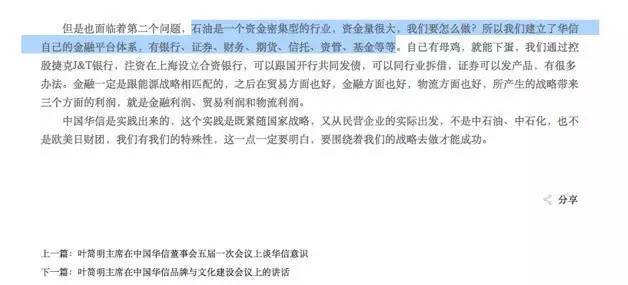 但是也面临着第二个问题，石油是一个资金密集型的行业，资金量很大，我们要怎么做？所以我们建立了华信
自己的金融平台体系，有银行、证券、财务、期货、信托、资管、基金等等。自己有母鸡，就能下蛋，我们通过控
股捷克J&T银行，注资在上海设立合资银行，可以跟国开行共同发债，可以同行业拆借，证券可以发产品，有很多
办法。金融一定是跟能源战略相匹配的，之后在贸易方面也好，金融方面也好，物流方面也好，所产生的战略带来
三个方面的利润，就是金融利润、贸易利润和物流利润。
中国华信是实践出来的，这个实践是既紧随国家战略，又从民营企业的实际出发，不是中石油、中石化，也不
是欧美日财团，我们有我们的特殊性，这一点一定要明白，要围绕着我们的战略去做才能成功。
分享
上一篇：叶简明主席在中国华信董事会五届一次会议上谈华信意识
下一篇：叶简明主席在中国华信品牌与文化建设会议上的讲话